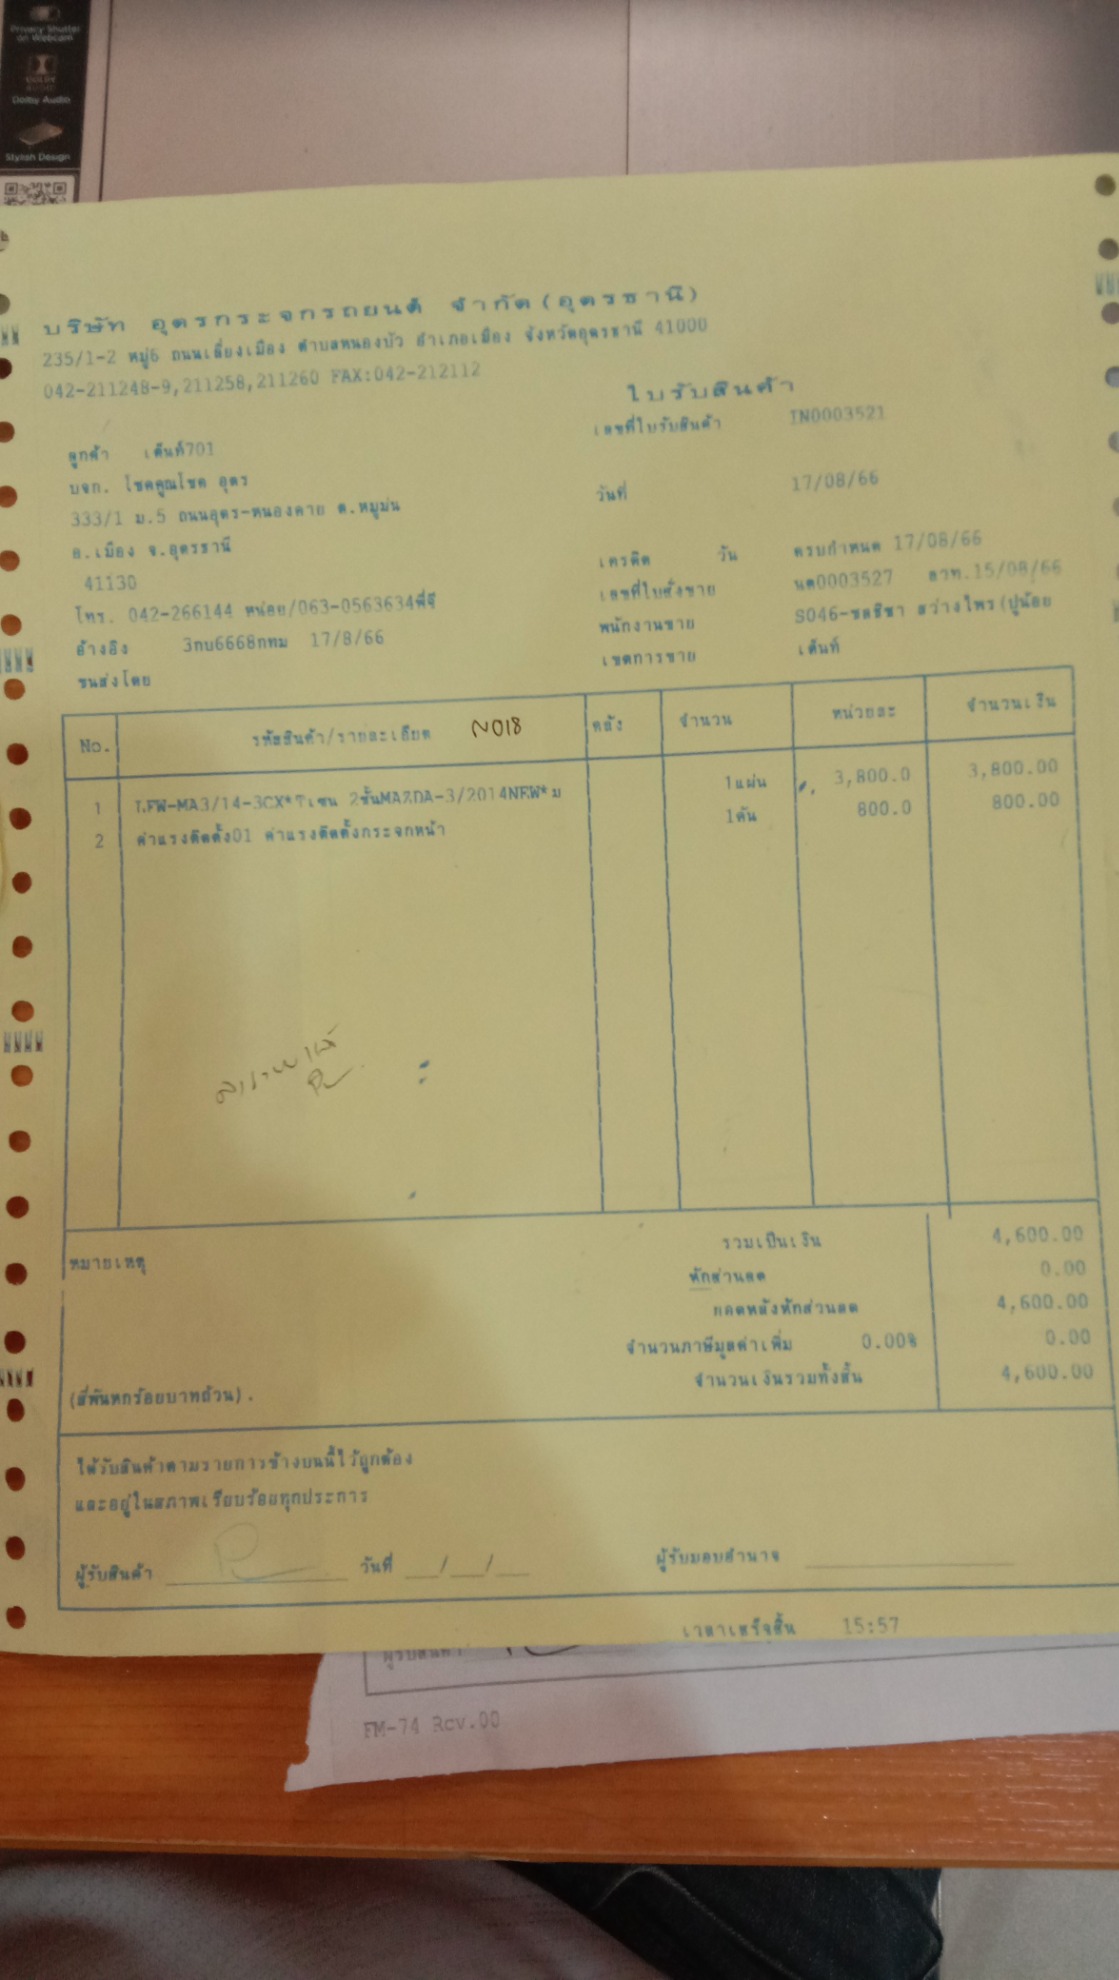 Privacy Shutter
on Webcam
Dolby Audio
Stylish Design
บริษัท อุดรกระจกรถยนต์ จำกัด(อุดรธานี)
235/1-2 หมู่6 ถนนเลี่ยงเมือง ตำบลหนองบัว อำเภอเมือง จังหวัดอุดรธานี 41000
042-211248-9,211258,211260 FAX:042-212112
ใบรับสินค้า
เลขที่ใบรับสินค้า IN0003521
ลูกค้า เต็นท์701
บจก. โชคคูณโชค อุดร
วันที่ 17/08/66
333/1 ม.5 ถนนอุดร-หนองคาย ต.หมูม่น
อ.เมือง จ.อุดรธานี
เครดิต วัน ครบกำหนด 17/08/66
41130
เลขที่ใบสั่งขาย นด0003527 ลวท.15/08/66
โทร. 042-266144 หน่อย/063-0563634พี่จี
พนักงานขาย S046-ชลธิชา สว่างไพร(ปูน้อย
อ้างอิง 3กบ6668กทม 17/8/66
เขตการขาย เต็นท์
ขนส่งโดย
No. รหัสสินค้า/รายละเอียด N018 คลัง จำนวน หน่วยละ จำนวนเงิน
1 LFW-MA3/14-3CX* 2ชั้นMAZDA-3/2014NEW*ม 1แผ่น 3,800.0 3,800.00
2 ค่าแรงติดตั้ง01 ค่าแรงติดตั้งกระจกหน้า 1คัน 800.0 800.00
รวมเป็นเงิน 4,600.00
หมายเหตุ
หักส่วนลด 0.00
ยอดหลังหักส่วนลด 4,600.00
จำนวนภาษีมูลค่าเพิ่ม 0.00% 0.00
(สี่พันหกร้อยบาทถ้วน). จำนวนเงินรวมทั้งสิ้น 4,600.00
ได้รับสินค้าตามรายการข้างบนนี้ไว้ถูกต้อง
และอยู่ในสภาพเรียบร้อยทุกประการ
ผู้รับสินค้า วันที่ __/__/__ ผู้รับมอบอำนาจ
เวลาเสร็จสิ้น 15:57
ผู้รับสินค้า
FM-74 Rev.00